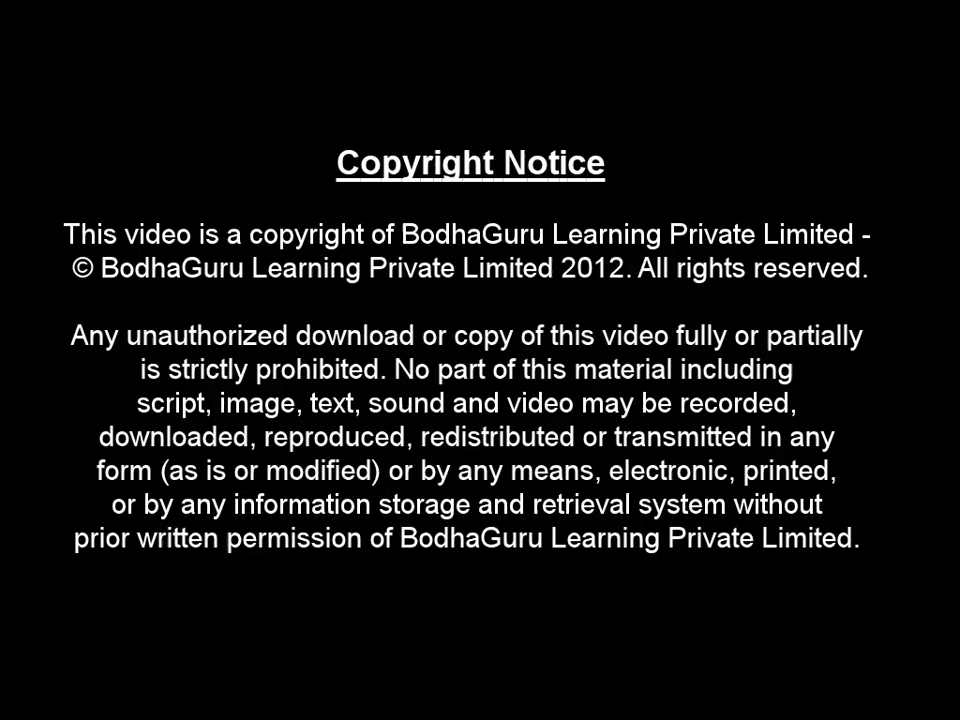 Copyright Notice
This video is a copyright of BodhaGuru Learning Private Limited -
© BodhaGuru Learning Private Limited 2012. All rights reserved.
Any unauthorized download or copy of this video fully or partially
is strictly prohibited. No part of this material including
script, image, text, sound and video may be recorded,
downloaded, reproduced, redistributed or transmitted in any
form (as is or modified) or by any means, electronic, printed,
or by any information storage and retrieval system without
prior written permission of BodhaGuru Learning Private Limited.